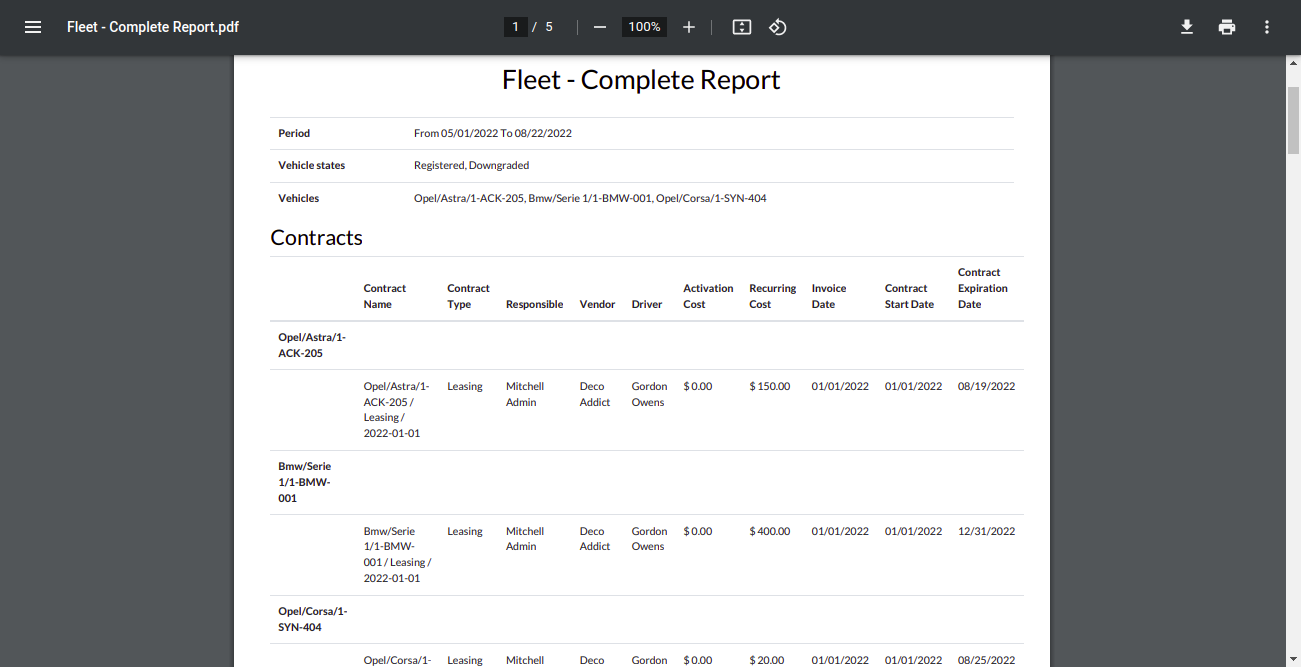 Fleet - Complete Report.pdf
1 / 5
100%
Fleet - Complete Report
Period From 05/01/2022 To 08/22/2022
Vehicle states Registered, Downgraded
Vehicles Opel/Astra/1-ACK-205, Bmw/Serie 1/1-BMW-001, Opel/Corsa/1-SYN-404
Contracts
Contract
Contract Contract Activation Recurring Invoice Contract Expiration
Name Type Responsible Vendor Driver Cost Cost Date Start Date Date
Opel/Astra/1-
ACK-205
Opel/Astra/1- Leasing Mitchell Deco Gordon $ 0.00 $ 150.00 01/01/2022 01/01/2022 08/19/2022
ACK-205 / Admin Addict Owens
Leasing /
2022-01-01
Bmw/Serie
1/1-BMW-
001
Bmw/Serie Leasing Mitchell Deco Gordon $ 0.00 $ 400.00 01/01/2022 01/01/2022 12/31/2022
1/1-BMW- Admin Addict Owens
001 / Leasing /
2022-01-01
Opel/Corsa/1-
SYN-404
Opel/Corsa/1- Leasing Mitchell Deco Gordon $ 0.00 $ 20.00 01/01/2022 01/01/2022 08/25/2022